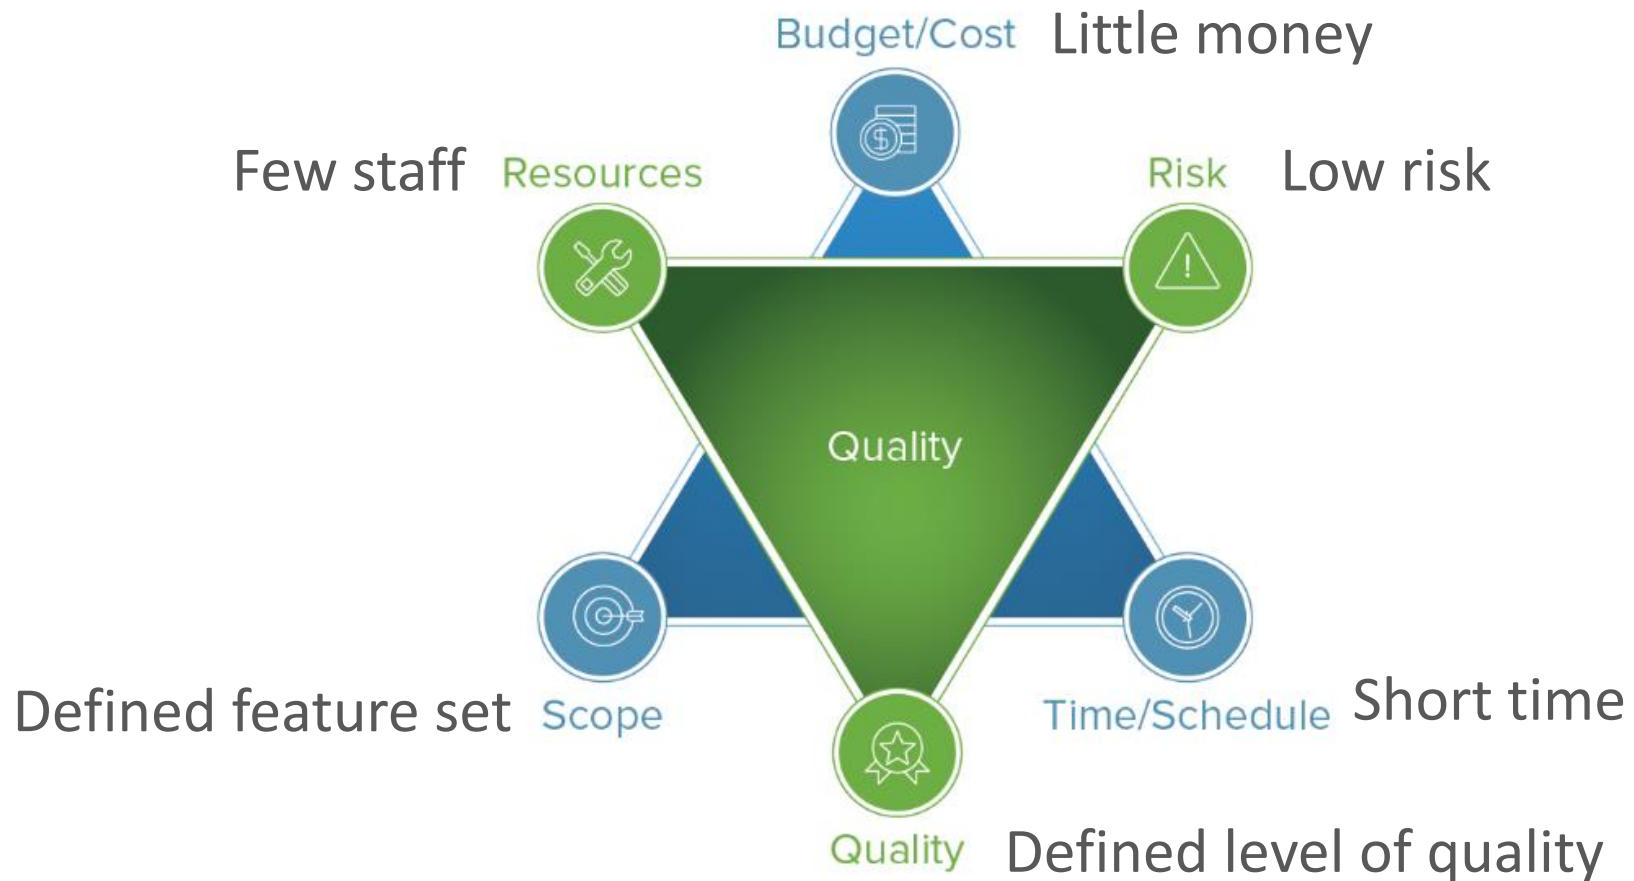 Budget/Cost Little money
Few staff Resources
Risk Low risk
Quality
Defined feature set Scope
Time/Schedule Short time
Quality Defined level of quality